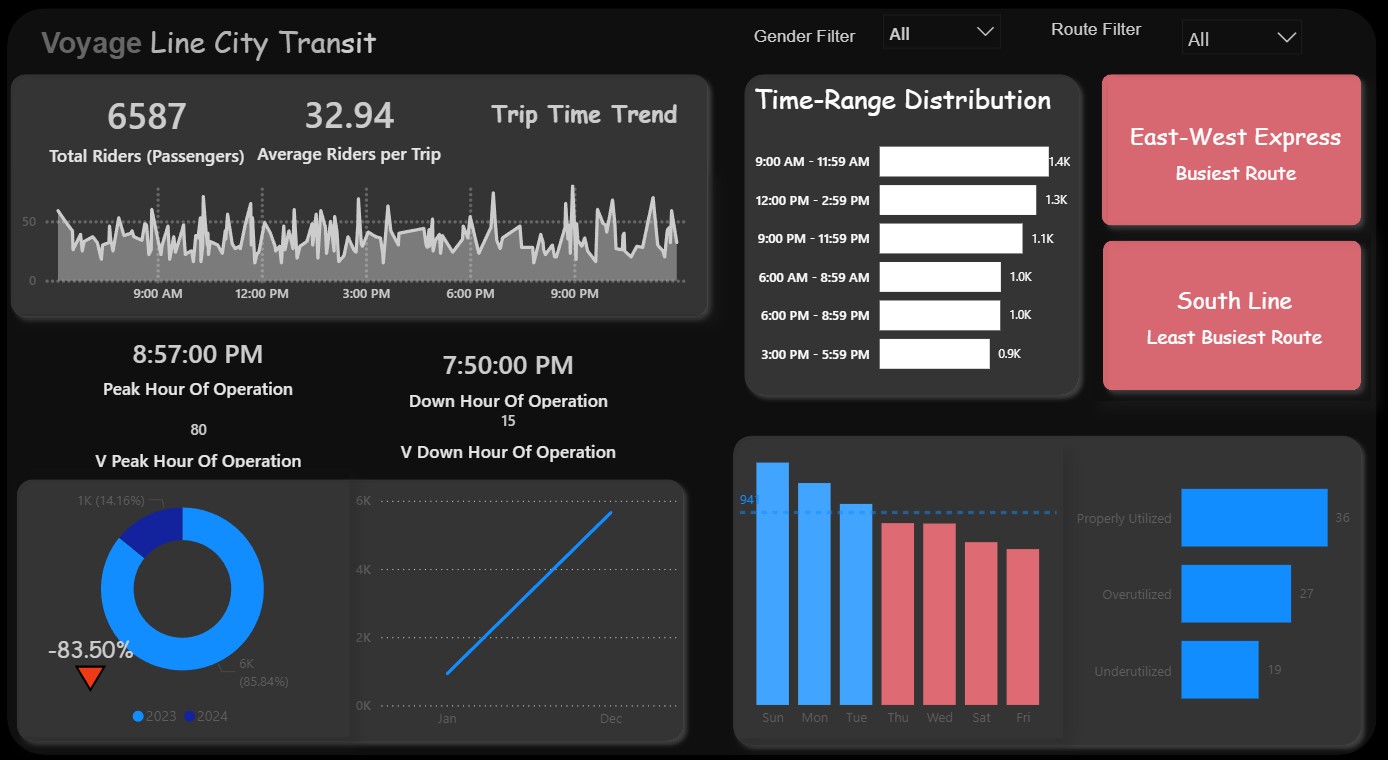 Voyage Line City Transit
Gender Filter
All
Route Filter
All
6587
Total Riders (Passengers)
32.94
Average Riders per Trip
Trip Time Trend
50
0
9:00 AM
12:00 PM
3:00 PM
6:00 PM
9:00 PM
Time-Range Distribution
9:00 AM - 11:59 AM 1.4K
12:00 PM - 2:59 PM 1.3K
9:00 PM - 11:59 PM 1.1K
6:00 AM - 8:59 AM 1.0K
6:00 PM - 8:59 PM 1.0K
3:00 PM - 5:59 PM 0.9K
East-West Express
Busiest Route
South Line
Least Busiest Route
8:57:00 PM
Peak Hour Of Operation
80
V Peak Hour Of Operation
7:50:00 PM
Down Hour Of Operation
15
V Down Hour Of Operation
1K (14.16%)
-83.50%
6K
(85.84%)
2023 2024
6K
4K
2K
0K
Jan
Dec
941
Sun
Mon
Tue
Thu
Wed
Sat
Fri
Properly Utilized 36
Overutilized 27
Underutilized 19